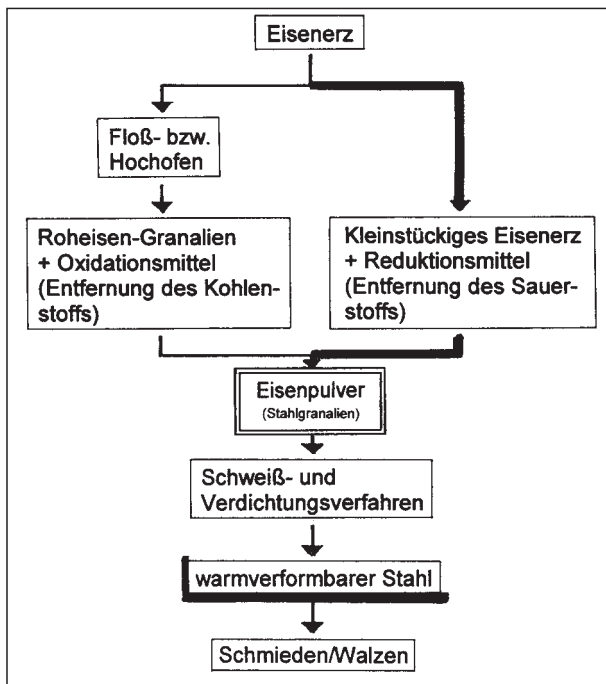 Eisenerz
Floß- bzw.
Hochofen
Roheisen-Granalien
+ Oxidationsmittel
(Entfernung des Kohlen-
stoffs)
Kleinstückiges Eisenerz
+ Reduktionsmittel
(Entfernung des Sauer-
stoffs)
Eisenpulver
(Stahlgranalien)
Schweiß- und
Verdichtungsverfahren
warmverformbarer Stahl
Schmieden/Walzen